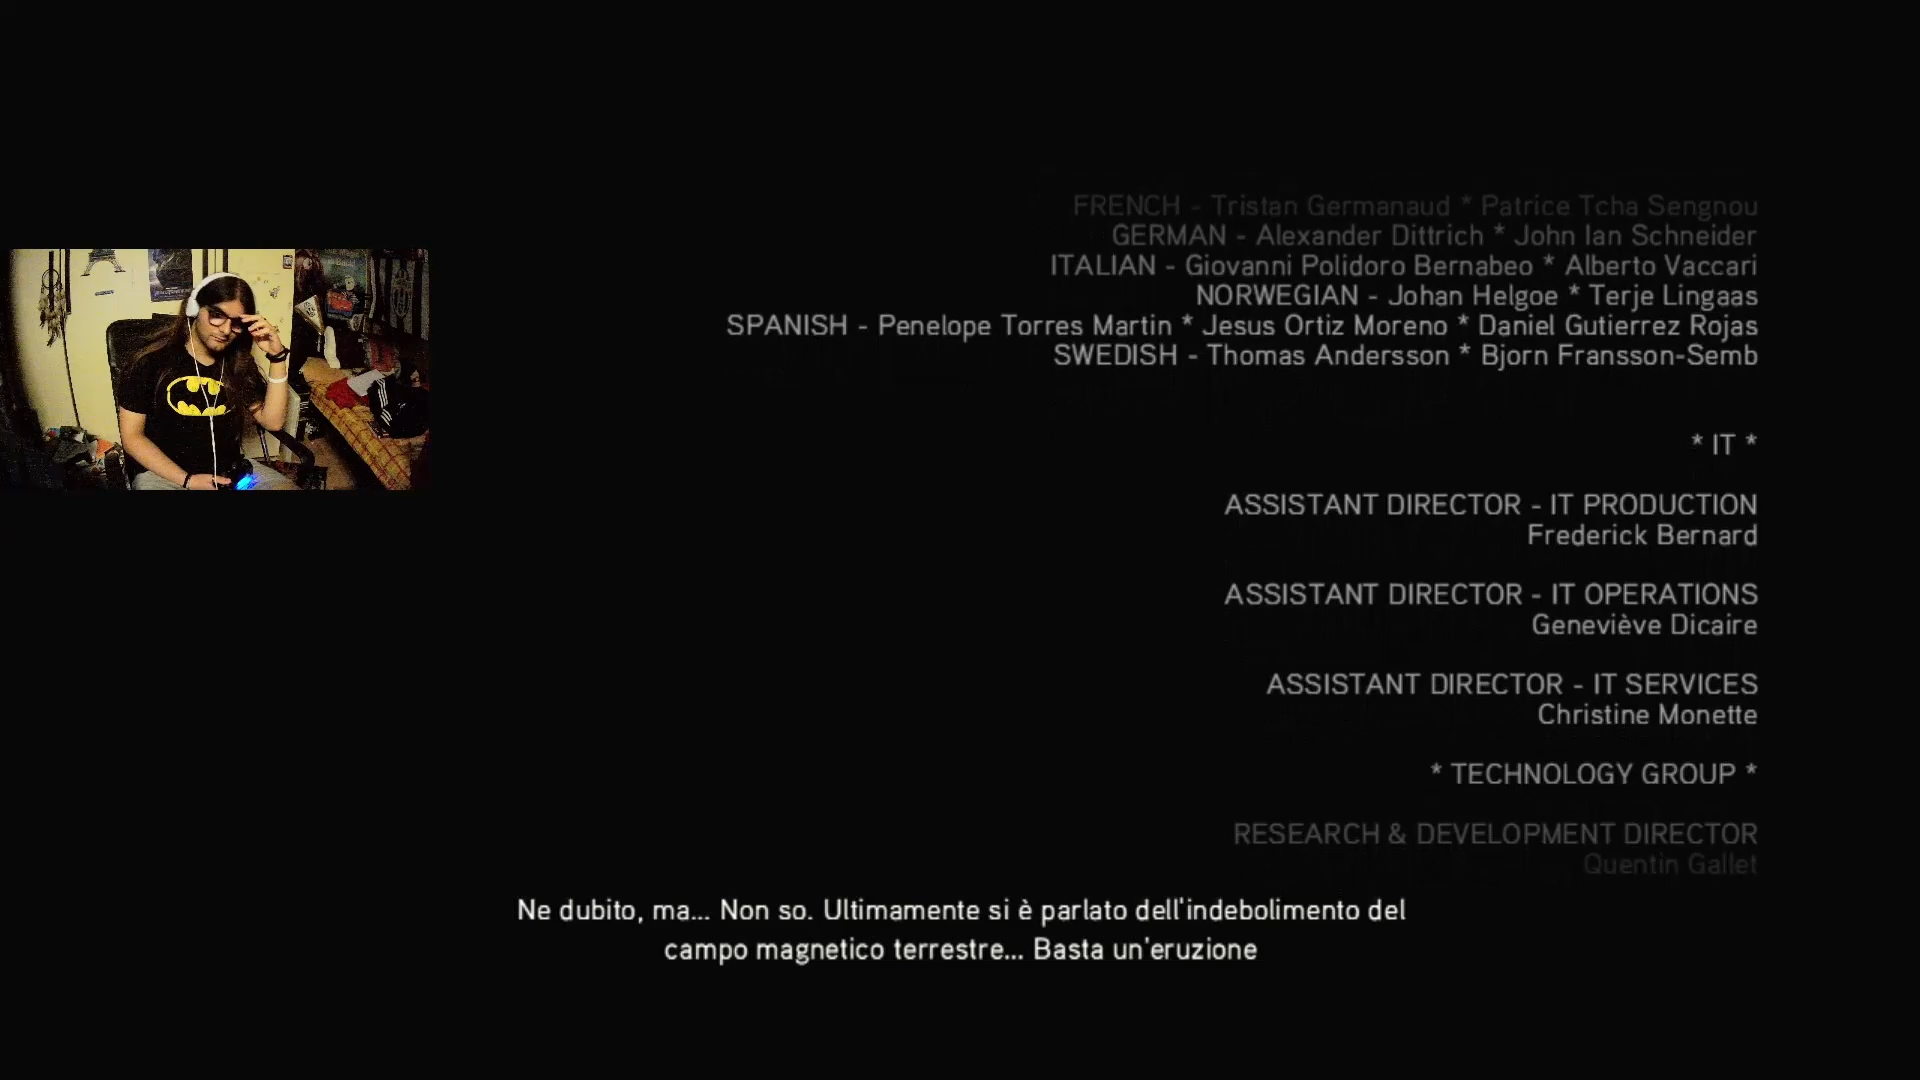 FRENCH - Tristan Germanaud * Patrice Tcha Sengnou
GERMAN - Alexander Dittrich * John Ian Schneider
ITALIAN - Giovanni Polidoro Bernabeo * Alberto Vaccari
NORWEGIAN - Johan Helgoe * Terje Lingaas
SPANISH - Penelope Torres Martin * Jesus Ortiz Moreno * Daniel Gutierrez Rojas
SWEDISH - Thomas Andersson * Bjorn Fransson-Semb
* IT *
ASSISTANT DIRECTOR - IT PRODUCTION
Frederick Bernard
ASSISTANT DIRECTOR - IT OPERATIONS
Geneviève Dicaire
ASSISTANT DIRECTOR - IT SERVICES
Christine Monette
* TECHNOLOGY GROUP *
RESEARCH & DEVELOPMENT DIRECTOR
Quentin Gallet
Ne dubito, ma... Non so. Ultimamente si è parlato dell'indebolimento del
campo magnetico terrestre... Basta un'eruzione